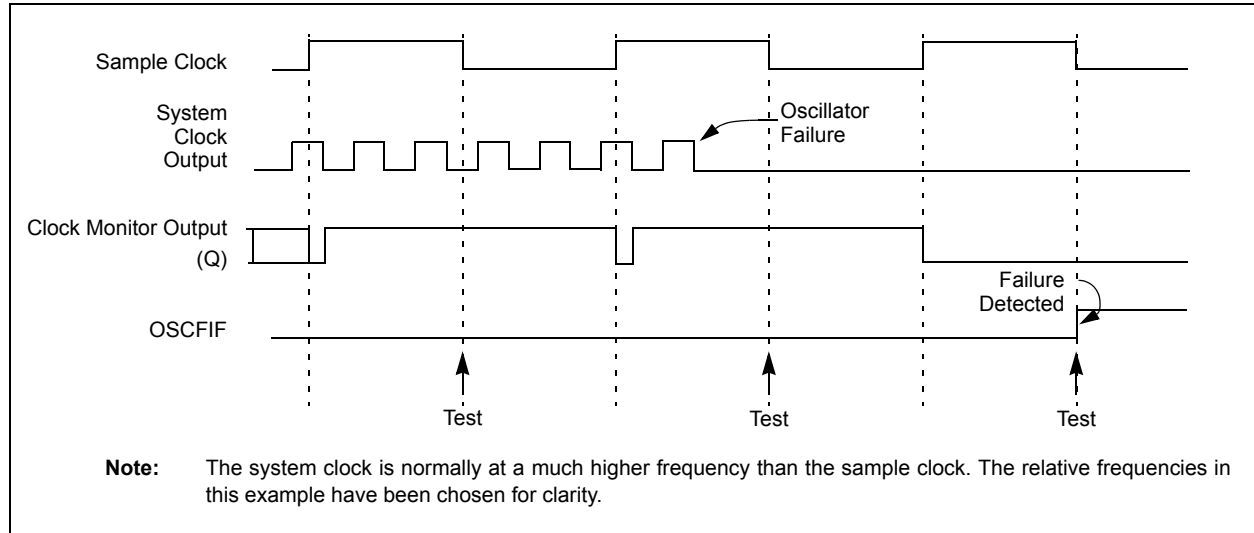 Sample Clock
System
Clock
Output
Oscillator
Failure
Clock Monitor Output
(Q)
Failure
Detected
OSCFIF
Test
Test
Test
Note: The system clock is normally at a much higher frequency than the sample clock. The relative frequencies in
this example have been chosen for clarity.